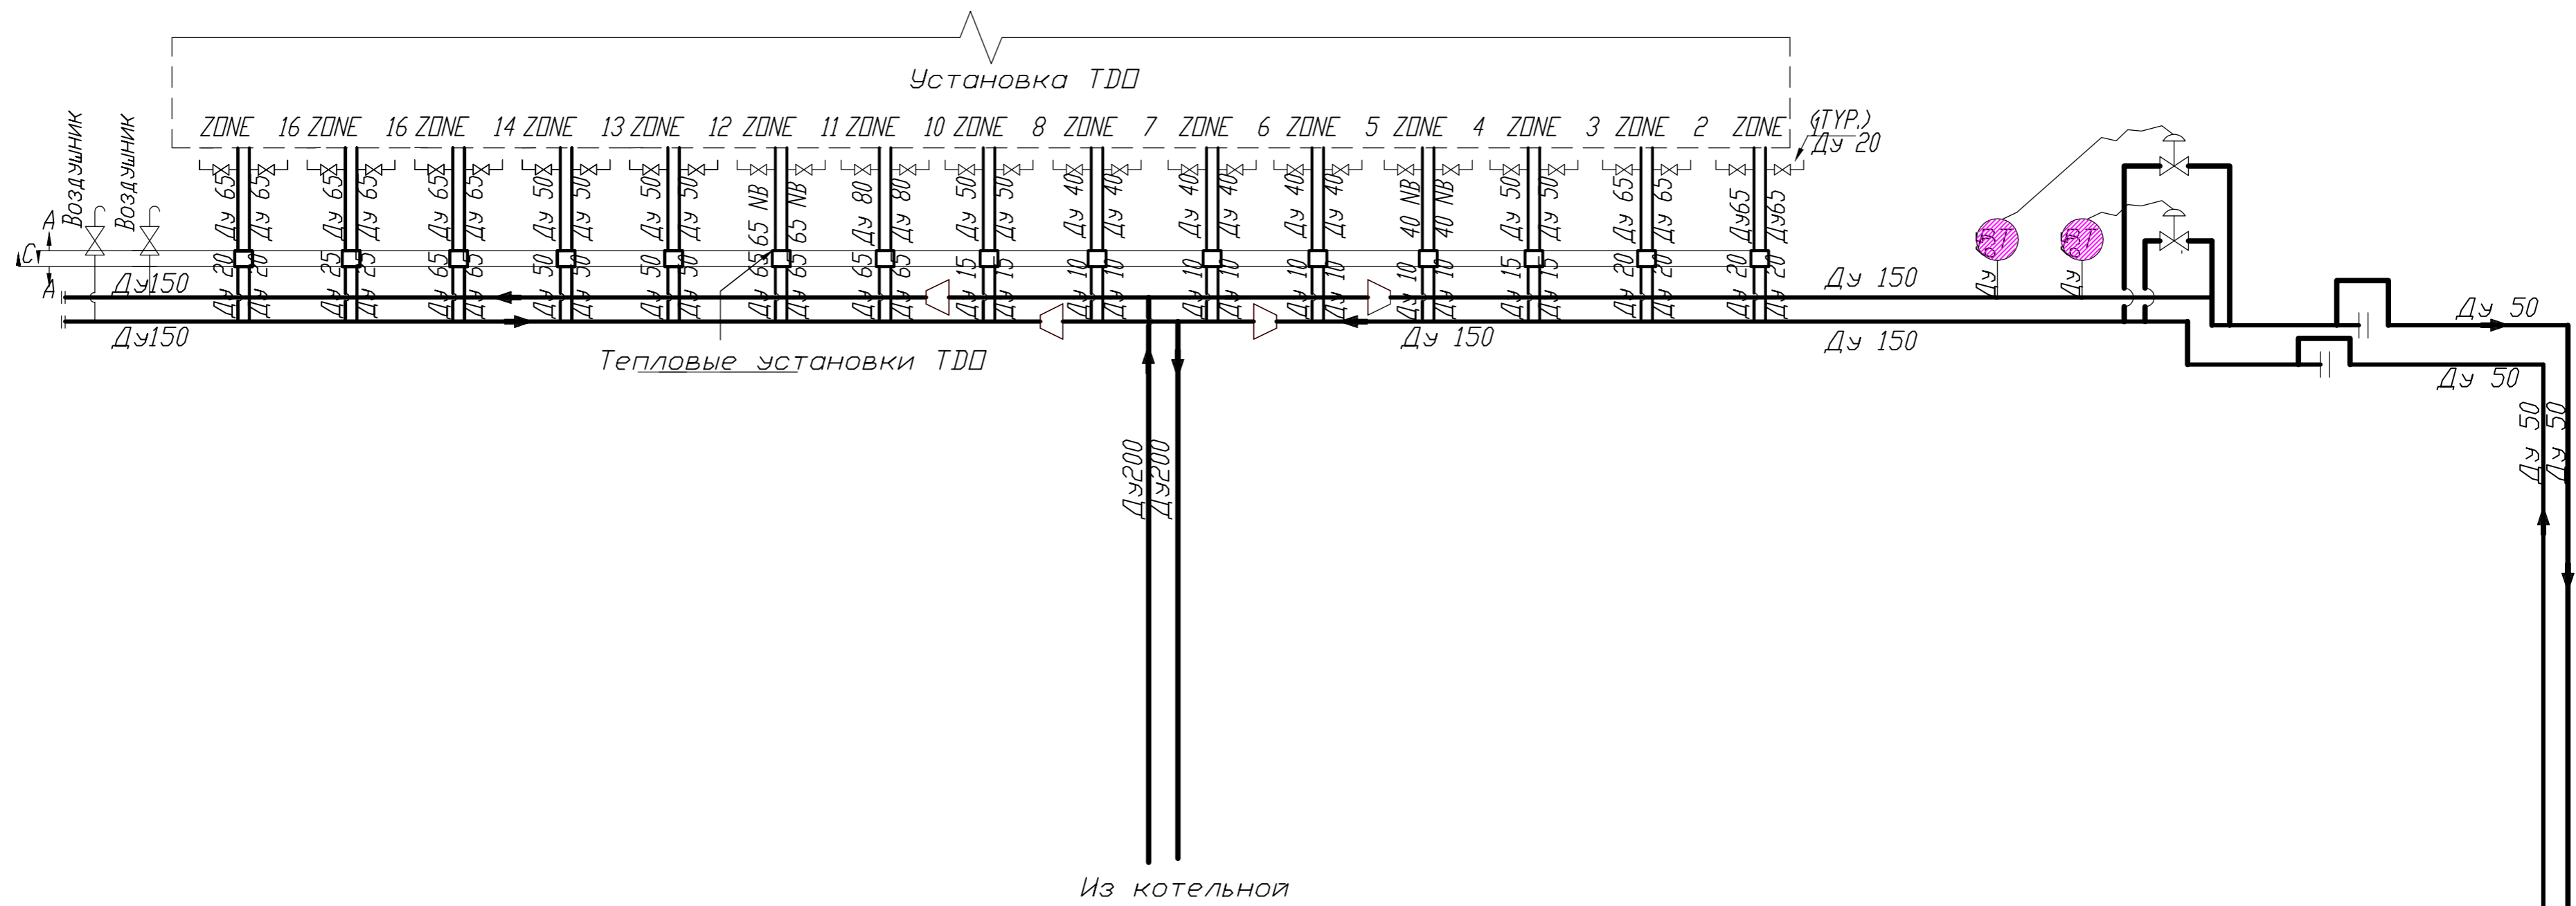 Установка TDO
ZONE 16 ZONE 16 ZONE 14 ZONE 13 ZONE 12 ZONE 11 ZONE 10 ZONE 8 ZONE 7 ZONE 6 ZONE 5 ZONE 4 ZONE 3 ZONE 2 ZONE 1
(TYP.)
Ду 20
Воздушник
Воздушник
Ду 65 Ду 65 Ду 65 Ду 65 Ду 65 Ду 65 Ду 50 Ду 50 Ду 50 Ду 50 65 NB 65 NB Ду 80 Ду 80 Ду 50 Ду 50 Ду 40 Ду 40 Ду 40 Ду 40 Ду 40 Ду 40 40 NB 40 NB Ду 50 Ду 50 Ду 65 Ду 65 Ду65 Ду65
A
C
A
Ду 20 Ду 20 Ду 25 Ду 25 Ду 65 Ду 65 Ду 50 Ду 50 Ду 50 Ду 50 Ду 65 Ду 65 Ду 65 Ду 65 Ду 15 Ду 15 Ду 10 Ду 10 Ду 10 Ду 10 Ду 10 Ду 10 Ду 10 Ду 10 Ду 15 Ду 15 Ду 20 Ду 20 Ду 20 Ду 20
Ду150
Ду 150
Ду 50
Ду150
Ду 150
Ду 150
Тепловые установки TDO
Ду 50
Ду200
Ду200
Ду 50
Ду 50
Из котельной